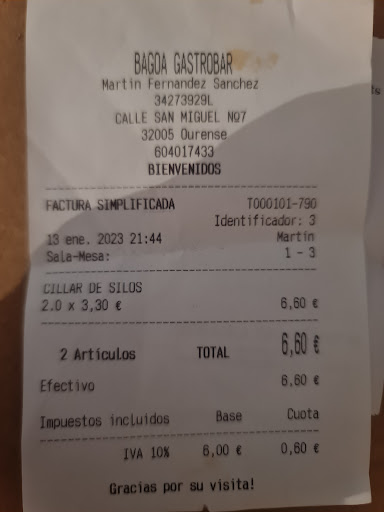 BAGOA GASTROBAR
Martin Fernandez Sanchez
34273929L
CALLE SAN MIGUEL Nº7
32005 Ourense
604017433
BIENVENIDOS
FACTURA SIMPLIFICADA T000101-790
Identificador: 3
13 ene. 2023 21:44 Martin
Sala-Mesa: 1 - 3
CILLAR DE SILOS
2.0 x 3,30 € 6,60 €
2 Artículos TOTAL 6,60 €
Efectivo 6,60 €
Impuestos incluidos Base Cuota
IVA 10% 6,00 € 0,60 €
Gracias por su visita!